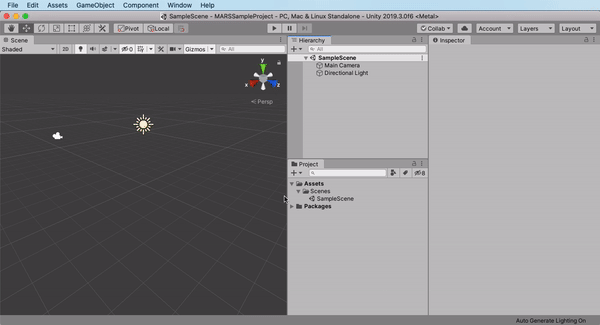 File Edit Assets GameObject Component Window Help
SampleScene - MARSSampleProject - PC, Mac & Linux Standalone - Unity 2019.3.0f6 <Metal>
Pivot Local Collab Account Layers Layout
Scene Hierarchy Inspector
Shaded 2D 0 Gizmos All All
SampleScene
Main Camera
Directional Light
y
x z
Persp
Project
8
Assets
Scenes
SampleScene
Packages
Auto Generate Lighting On